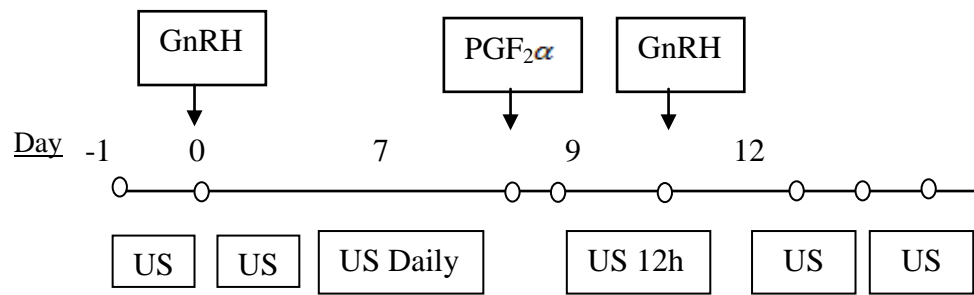 GnRH PGF₂α GnRH
Day -1 0 7 9 12
US US US Daily US 12h US US